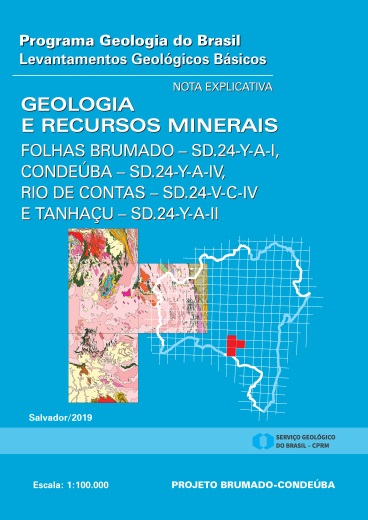 Programa Geologia do Brasil
Levantamentos Geológicos Básicos
NOTA EXPLICATIVA
GEOLOGIA
E RECURSOS MINERAIS
FOLHAS BRUMADO – SD.24-Y-A-I,
CONDEÚBA – SD.24-Y-A-IV,
RIO DE CONTAS – SD.24-V-C-IV
E TANHAÇU – SD.24-Y-A-II
Salvador/2019
SERVIÇO GEOLÓGICO
DO BRASIL – CPRM
Escala: 1:100.000
PROJETO BRUMADO-CONDEÚBA